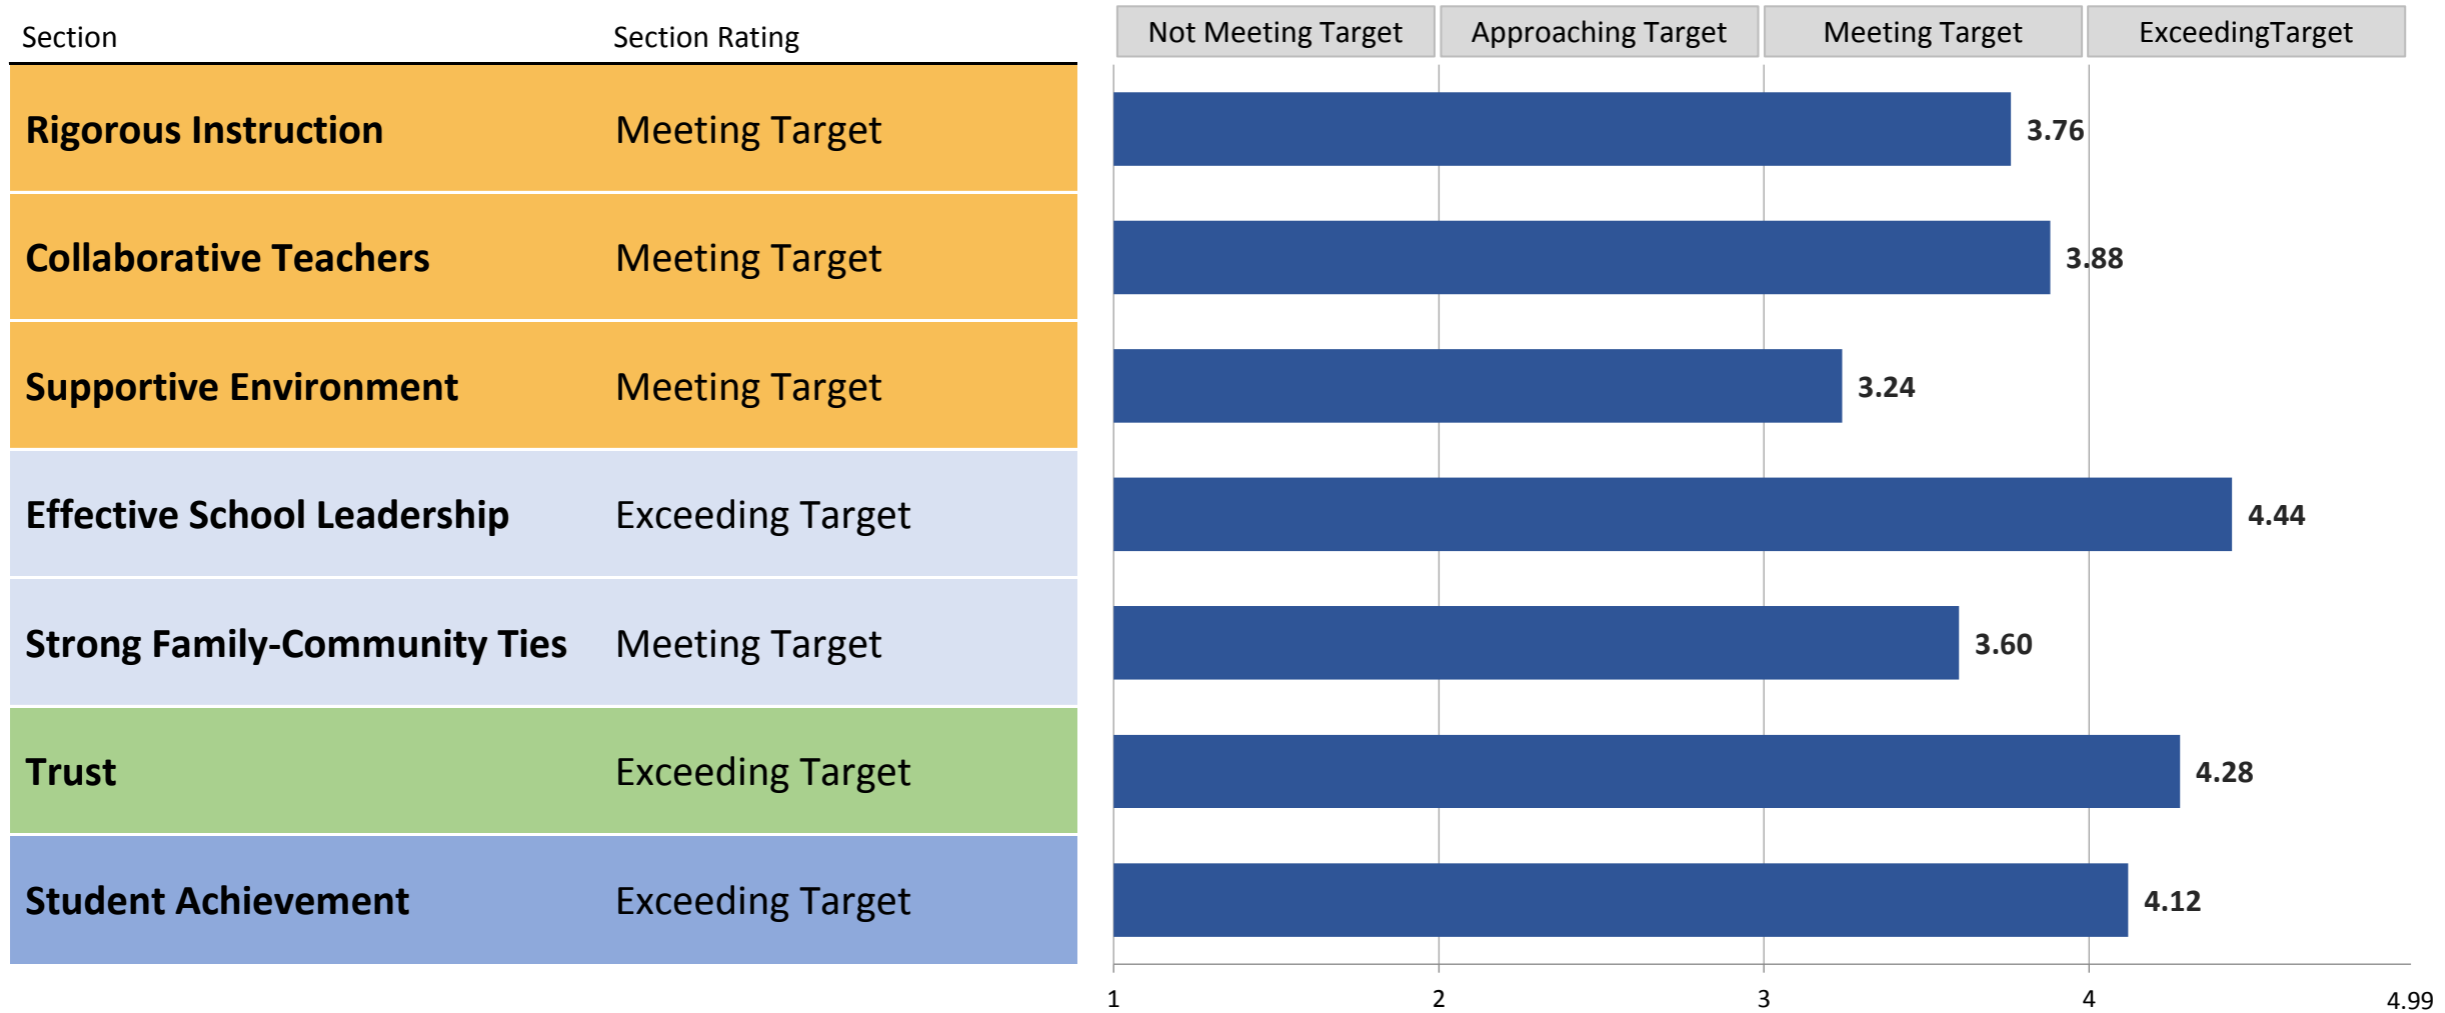 Section Section Rating Not Meeting Target Approaching Target Meeting Target ExceedingTarget
Rigorous Instruction Meeting Target 3.76
Collaborative Teachers Meeting Target 3.88
Supportive Environment Meeting Target 3.24
Effective School Leadership Exceeding Target 4.44
Strong Family-Community Ties Meeting Target 3.60
Trust Exceeding Target 4.28
Student Achievement Exceeding Target 4.12
1 2 3 4 4.99